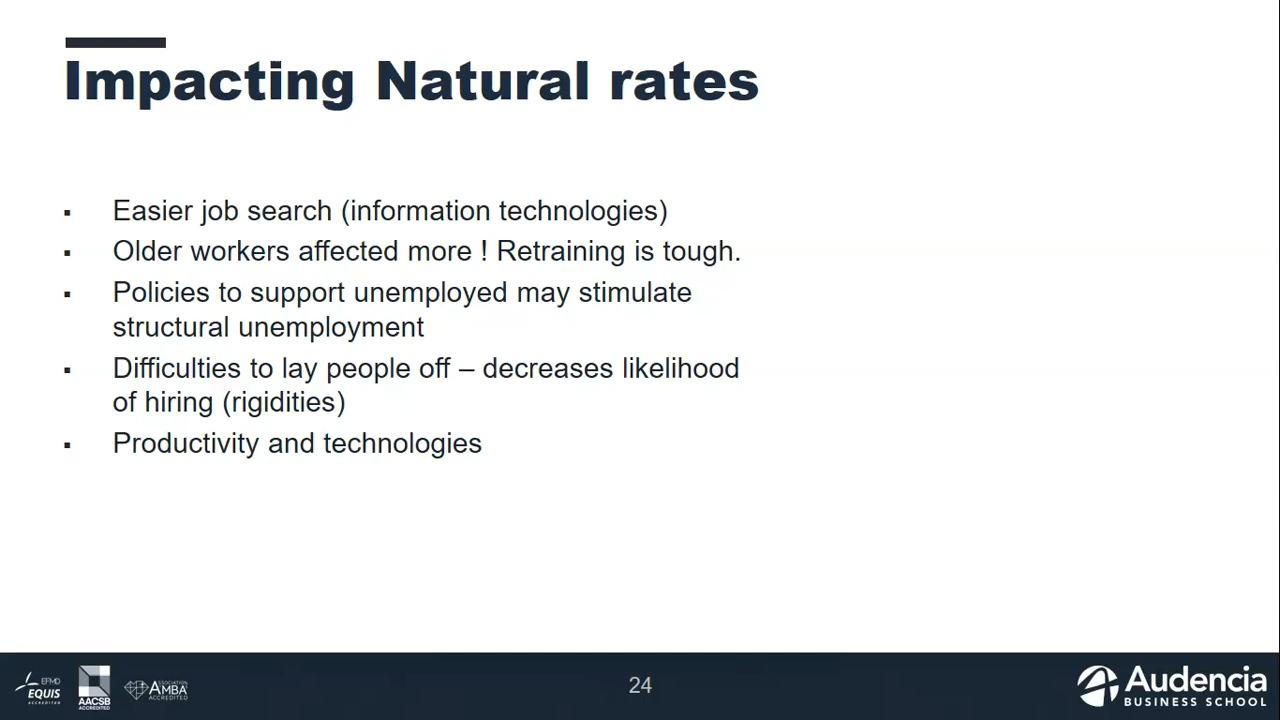 Impacting Natural rates
▪ Easier job search (information technologies)
▪ Older workers affected more ! Retraining is tough.
▪ Policies to support unemployed may stimulate
structural unemployment
▪ Difficulties to lay people off – decreases likelihood
of hiring (rigidities)
▪ Productivity and technologies
EFMD
EQUIS
ACCREDITED
AACSB
ACCREDITED
ASSOCIATION
AMBA
ACCREDITED
24
Audencia
BUSINESS SCHOOL